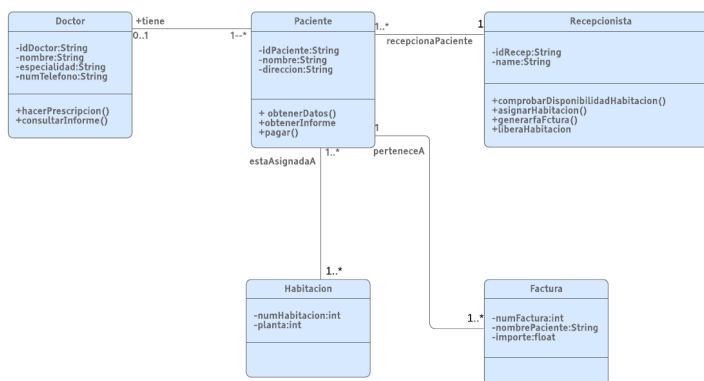 Doctor
-idDoctor:String
-nombre:String
-especialidad:String
-numTelefono:String
+hacerPrescripcion()
+consultarInforme()
+tiene
0..1
1--*
Paciente
-idPaciente:String
-nombre:String
-direccion:String
+ obtenerDatos()
+obtenerInforme
+pagar()
1..*
1
recepcionaPaciente
Recepcionista
-idRecep:String
-name:String
+comprobarDisponibilidadHabitacion()
+asignarHabitacion()
+generarfaFctura()
+liberaHabitacion
1
perteneceA
1..*
estaAsignadaA
1..*
1..*
Habitacion
-numHabitacion:int
-planta:int
Factura
-numFactura:int
-nombrePaciente:String
-importe:float